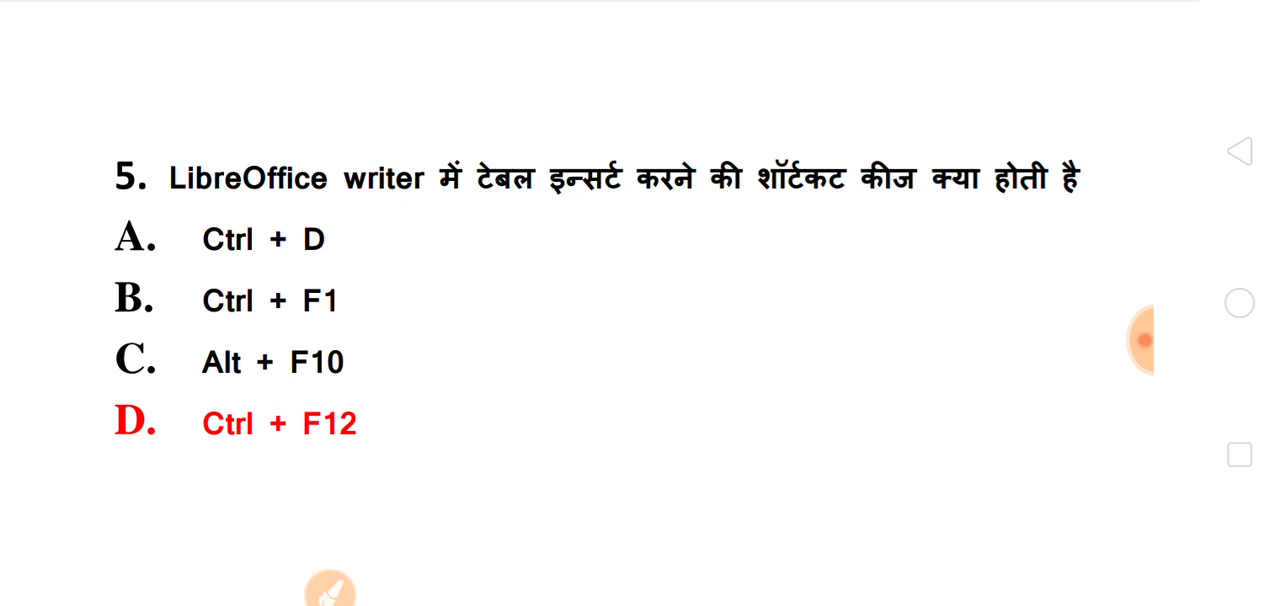 5. LibreOffice writer में टेबल इन्सर्ट करने की शॉर्टकट कीज क्या होती है
A. Ctrl + D
B. Ctrl + F1
C. Alt + F10
D. Ctrl + F12